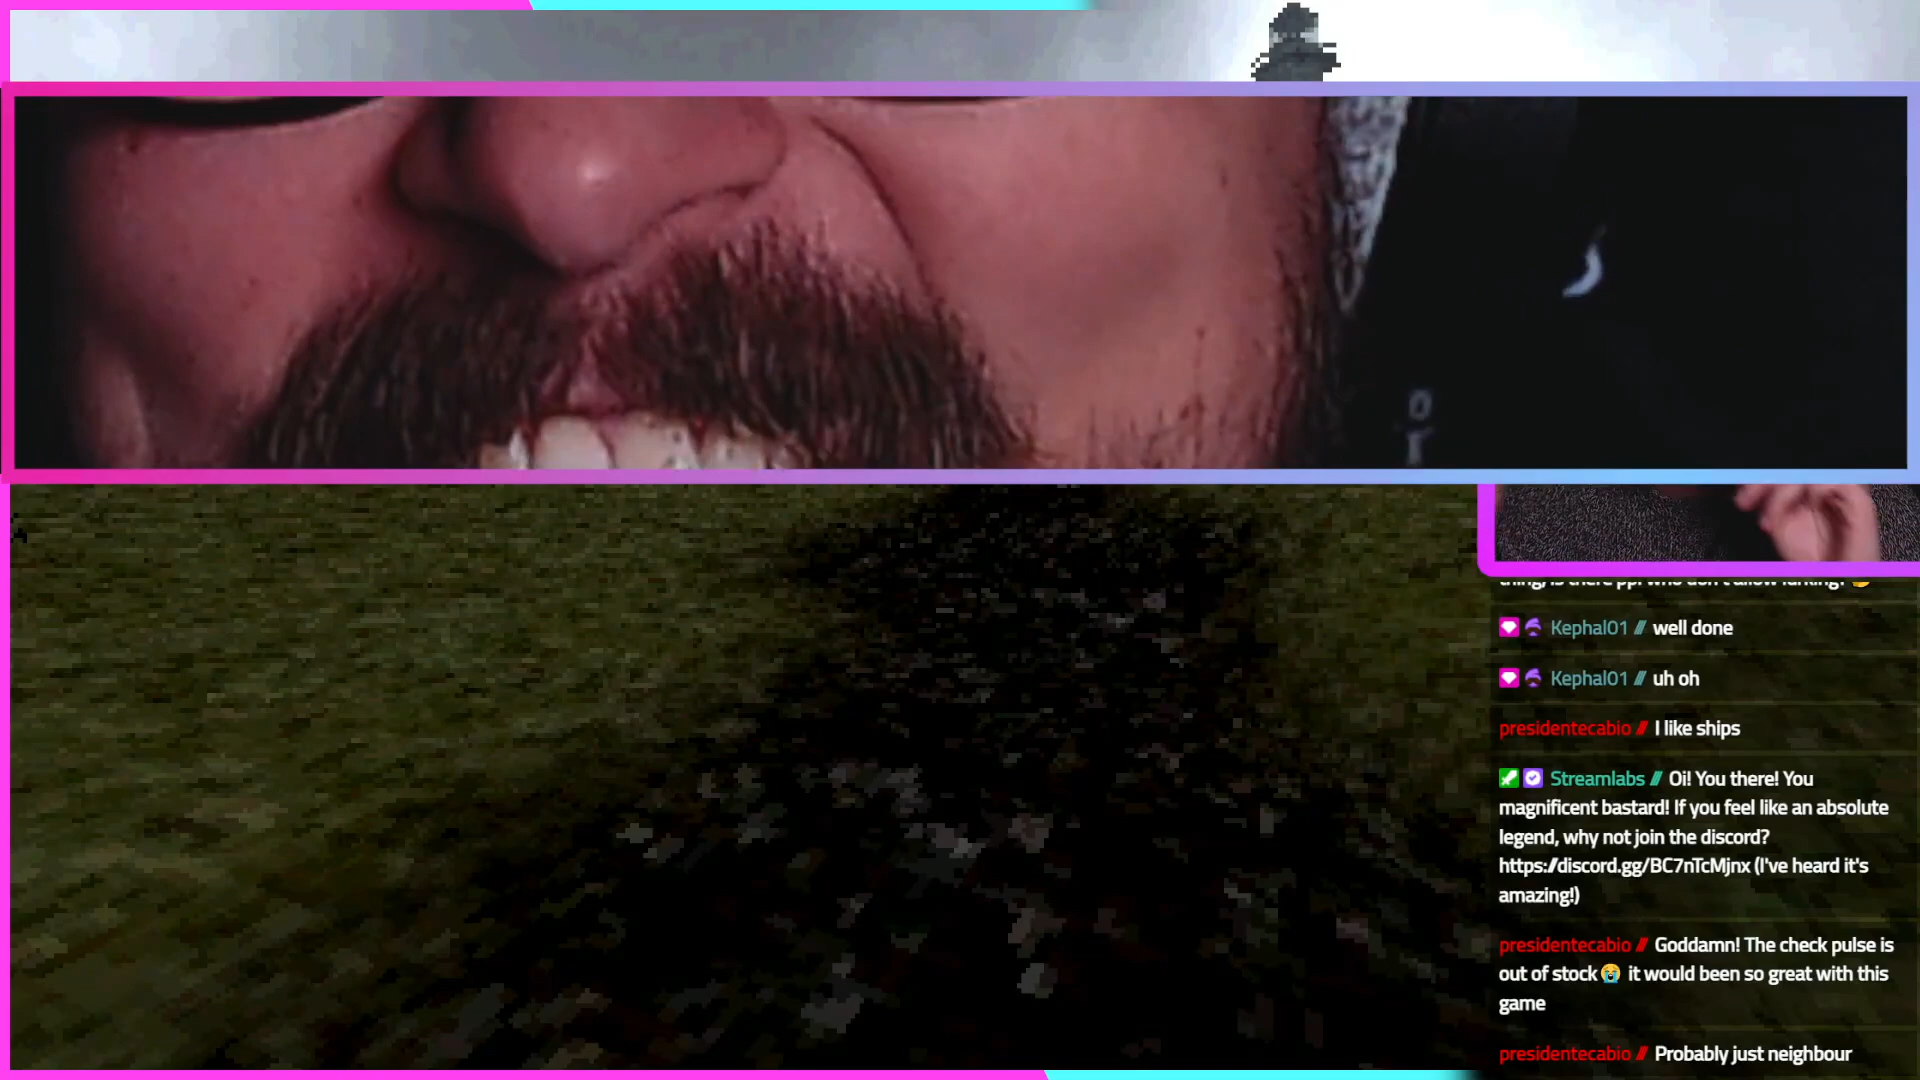 Kephal01 // well done
Kephal01 // uh oh
presidentecabio // I like ships
Streamlabs // Oi! You there! You
magnificent bastard! If you feel like an absolute
legend, why not join the discord?
https://discord.gg/BC7nTcMjnx (I've heard it's
amazing!)
presidentecabio // Goddamn! The check pulse is
out of stock😭 it would been so great with this
game
presidentecabio // Probably just neighbour